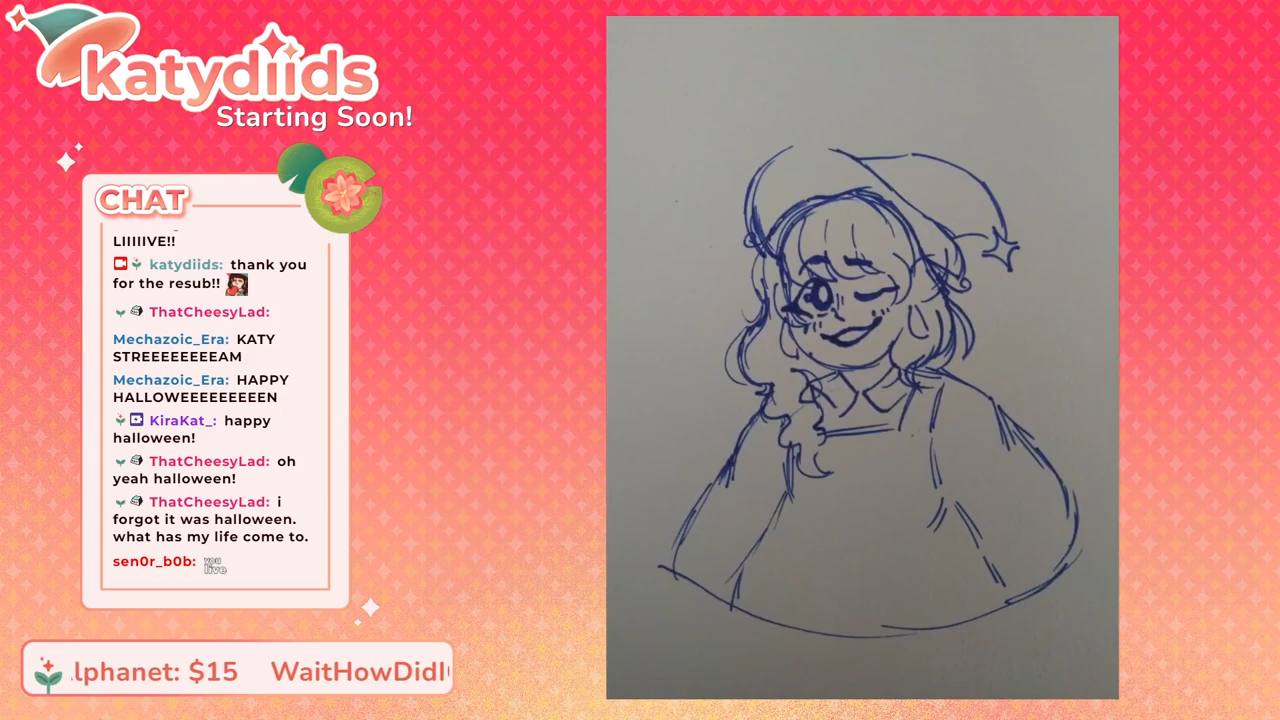 Katydiids
Starting Soon!
CHAT
LIIIIIVE!!
katydiids: thank you
for the resub!!
ThatCheesyLad:
Mechazoic_Era: KATY
STREEEEEEEEAM
Mechazoic_Era: HAPPY
HALLOWEEEEEEEEEN
KiraKat_: happy
halloween!
ThatCheesyLad: oh
yeah halloween!
ThatCheesyLad: i
forgot it was halloween.
what has my life come to.
sen0r_b0b: you
live
lphanet: $15 WaitHowDidI